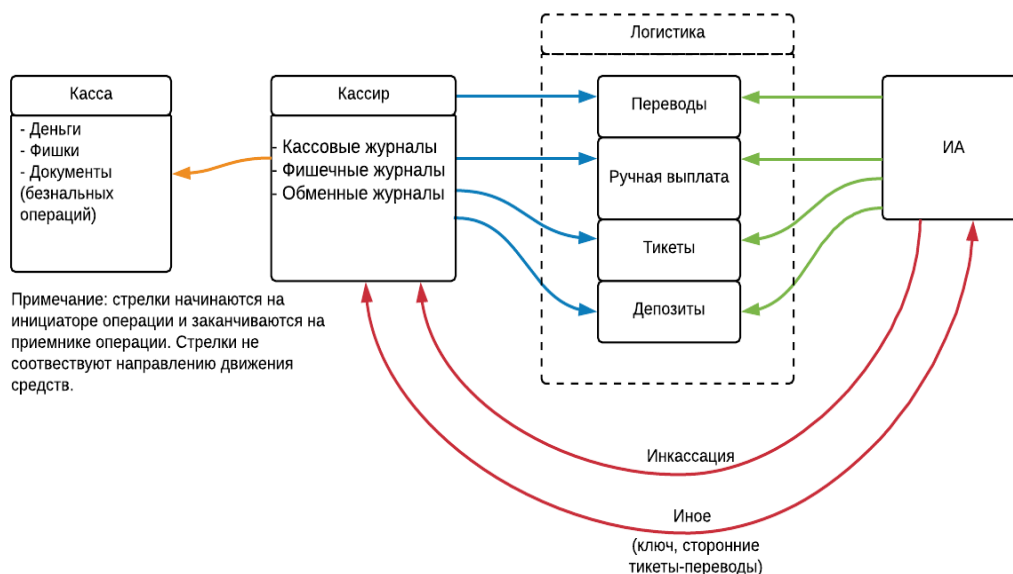 Касса
- Деньги
- Фишки
- Документы
(безнальных
операций)
Примечание: стрелки начинаются на
инициаторе операции и заканчиваются на
приемнике операции. Стрелки не
соотвествуют направлению движения
средств.
Кассир
- Кассовые журналы
- Фишечные журналы
- Обменные журналы
Логистика
Переводы
Ручная выплата
Тикеты
Депозиты
ИА
Инкассация
Иное
(ключ, сторонние
тикеты-переводы)